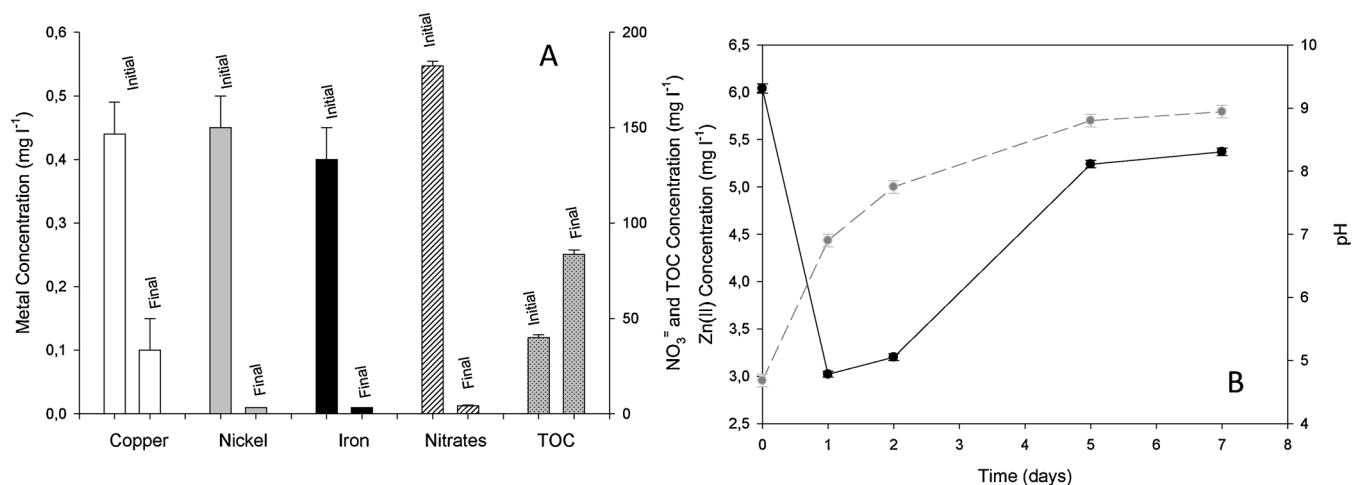 A
Metal Concentration (mg l⁻¹)
0,6
0,5
0,4
0,3
0,2
0,1
0,0
Initial
Final
Initial
Final
Initial
Final
Initial
Final
Initial
Final
Copper
Nickel
Iron
Nitrates
TOC
200
150
100
50
0
NO₃⁼ and TOC Concentration (mg l⁻¹)
B
Zn(II) Concentration (mg l⁻¹)
6,5
6,0
5,5
5,0
4,5
4,0
3,5
3,0
2,5
0
1
2
3
4
5
6
7
8
Time (days)
10
9
8
7
6
5
4
pH